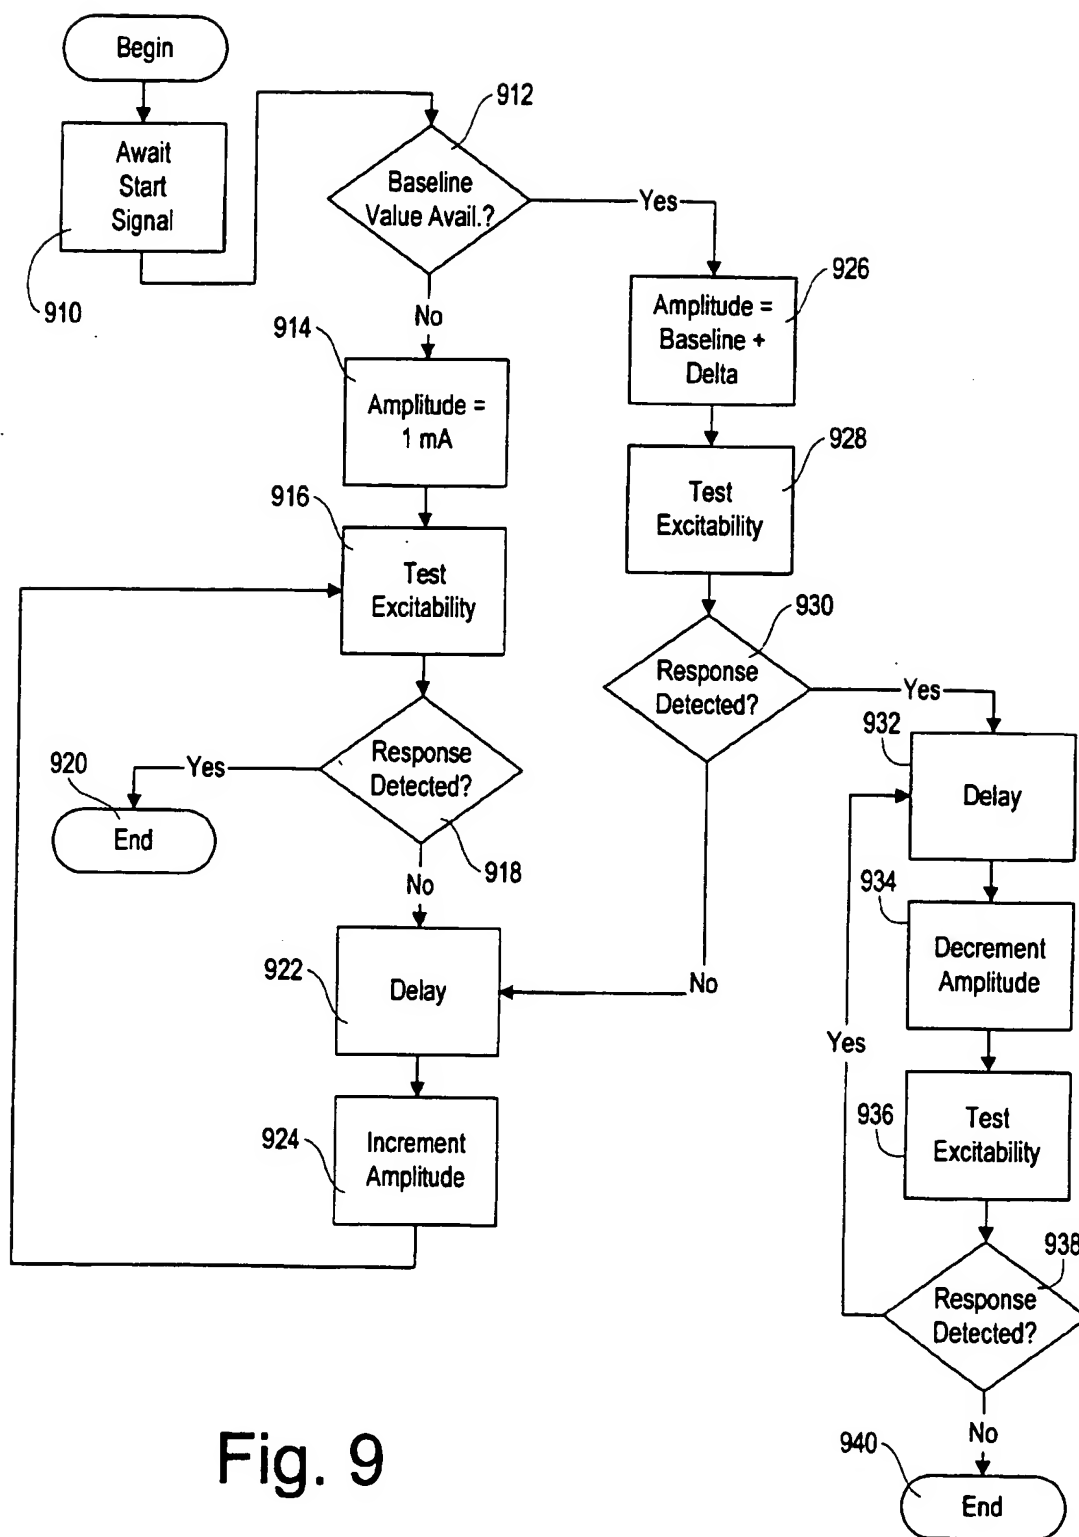 Begin
912
Await
Start
Signal
Baseline
Value Avail.?
Yes
910
926
Amplitude =
Baseline +
Delta
No
914
Amplitude =
1 mA
928
Test
Excitability
916
Test
Excitability
930
Response
Detected?
Yes
932
Delay
920
Yes
Response
Detected?
End
918
No
934
Decrement
Amplitude
922
Delay
No
Yes
936
Test
Excitability
924
Increment
Amplitude
938
Response
Detected?
No
940
End
Fig. 9